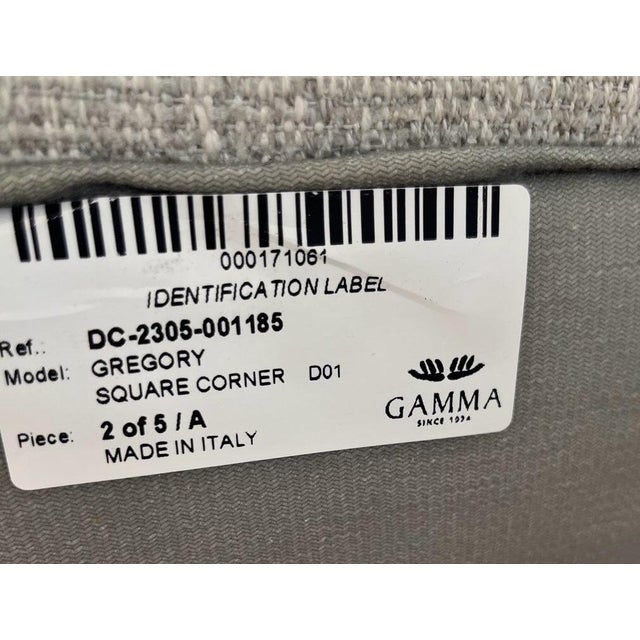 000171061
IDENTIFICATION LABEL
Ref.: DC-2305-001185
Model: GREGORY
SQUARE CORNER D01
Piece: 2 of 5 / A
MADE IN ITALY
GAMMA
SINCE 1974